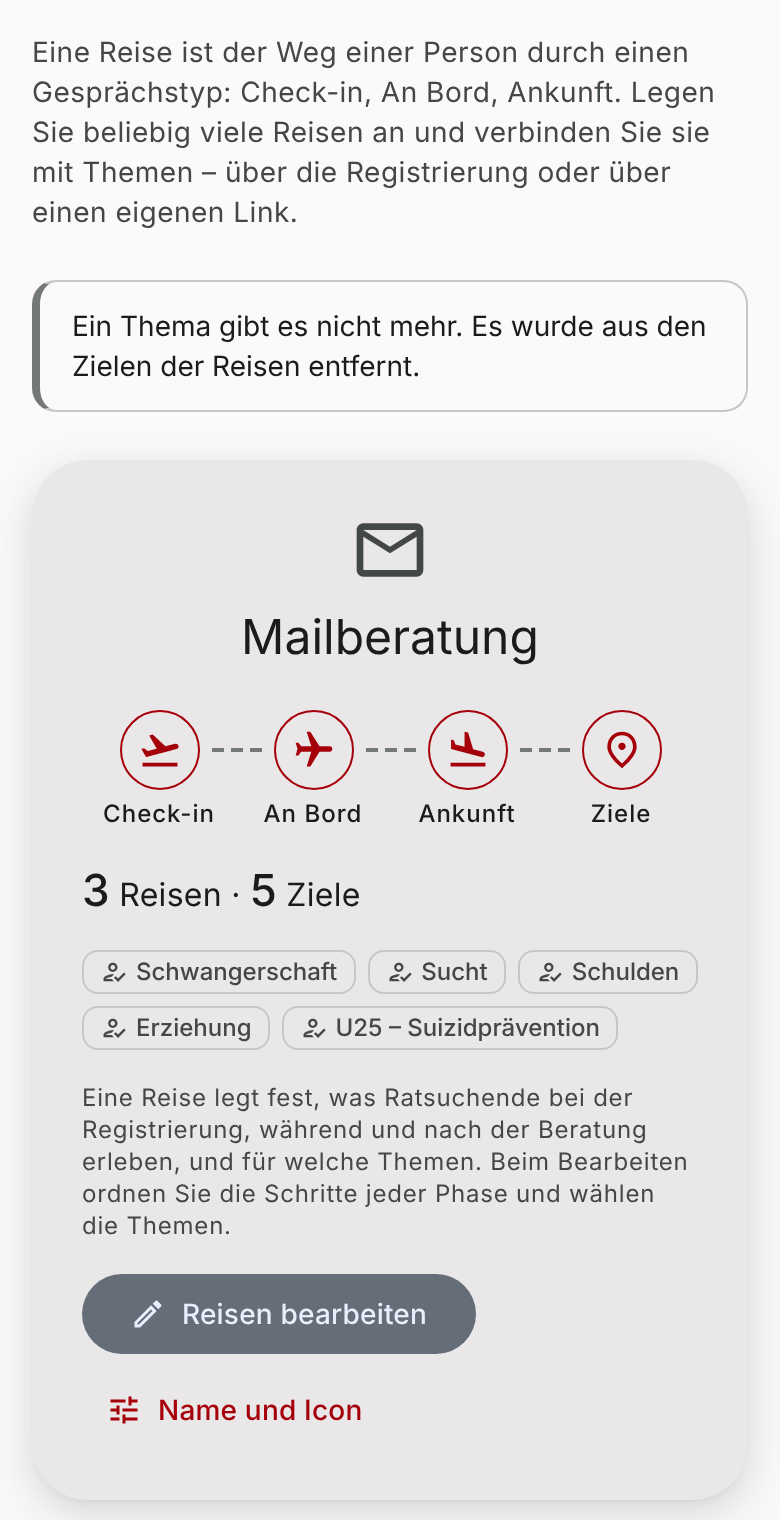 Eine Reise ist der Weg einer Person durch einen
Gesprächstyp: Check-in, An Bord, Ankunft. Legen
Sie beliebig viele Reisen an und verbinden Sie sie
mit Themen – über die Registrierung oder über
einen eigenen Link.
Ein Thema gibt es nicht mehr. Es wurde aus den
Zielen der Reisen entfernt.
Mailberatung
Check-in An Bord Ankunft Ziele
3 Reisen · 5 Ziele
Schwangerschaft Sucht Schulden
Erziehung U25 – Suizidprävention
Eine Reise legt fest, was Ratsuchende bei der
Registrierung, während und nach der Beratung
erleben, und für welche Themen. Beim Bearbeiten
ordnen Sie die Schritte jeder Phase und wählen
die Themen.
Reisen bearbeiten
Name und Icon